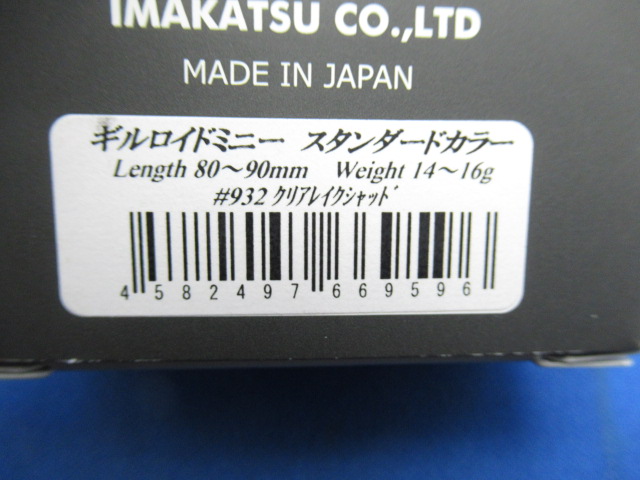 IMAKATSU CO.,LTD
MADE IN JAPAN
ギルロイドミニー スタンダードカラー
Length 80～90mm Weight 14～16g
#932 クリアレイクシャッド
4 582497 669596